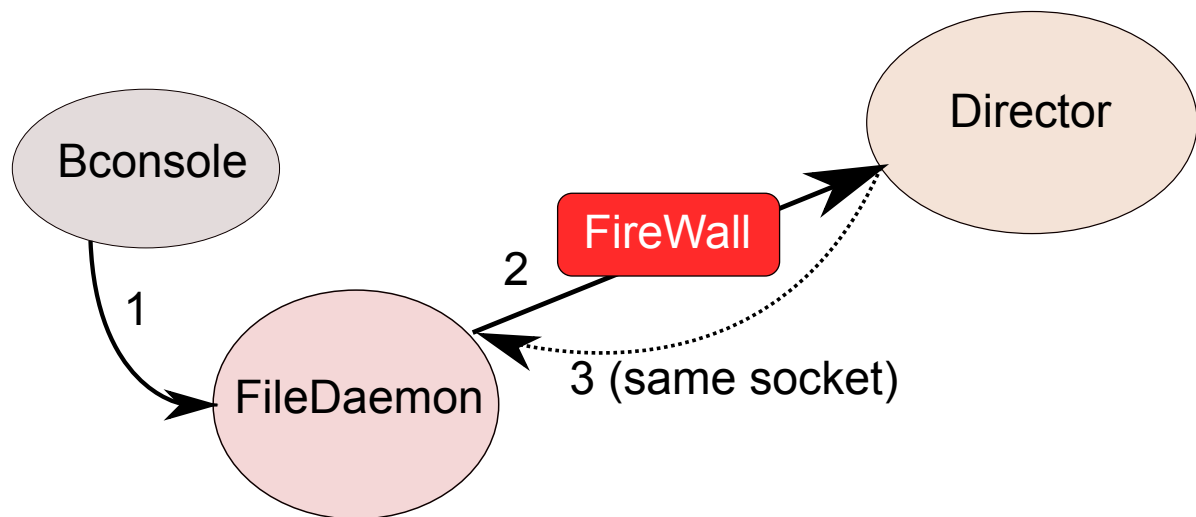 Director
Bconsole
FireWall
2
1
3 (same socket)
FileDaemon